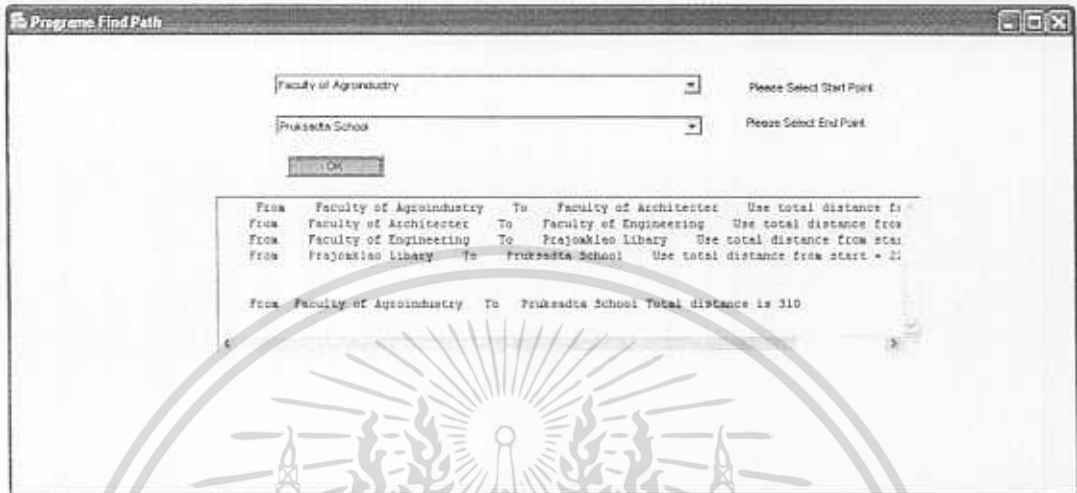 Programe Find Path
Faculty of Agroindustry
Please Select Start Point
Pruksadta School
Please Select End Point
OK
From Faculty of Agroindustry To Faculty of Architecter Use total distance
From Faculty of Architecter To Faculty of Engineering Use total distance from
From Faculty of Engineering To Prajomklao Libary Use total distance from
From Prajomklao Libary To Pruksadta School Use total distance from start =
From Faculty of Agroindustry To Pruksadta School Total distance is 310